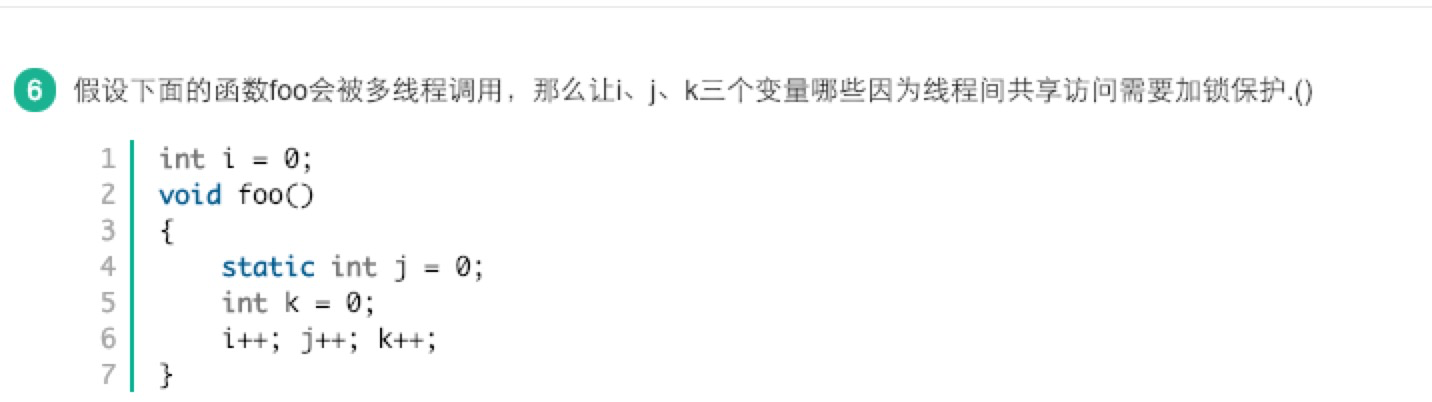 6 假设下面的函数foo会被多线程调用，那么让i、j、k三个变量哪些因为线程间共享访问需要加锁保护.()
1 int i = 0;
2 void foo()
3 {
4 static int j = 0;
5 int k = 0;
6 i++; j++; k++;
7 }